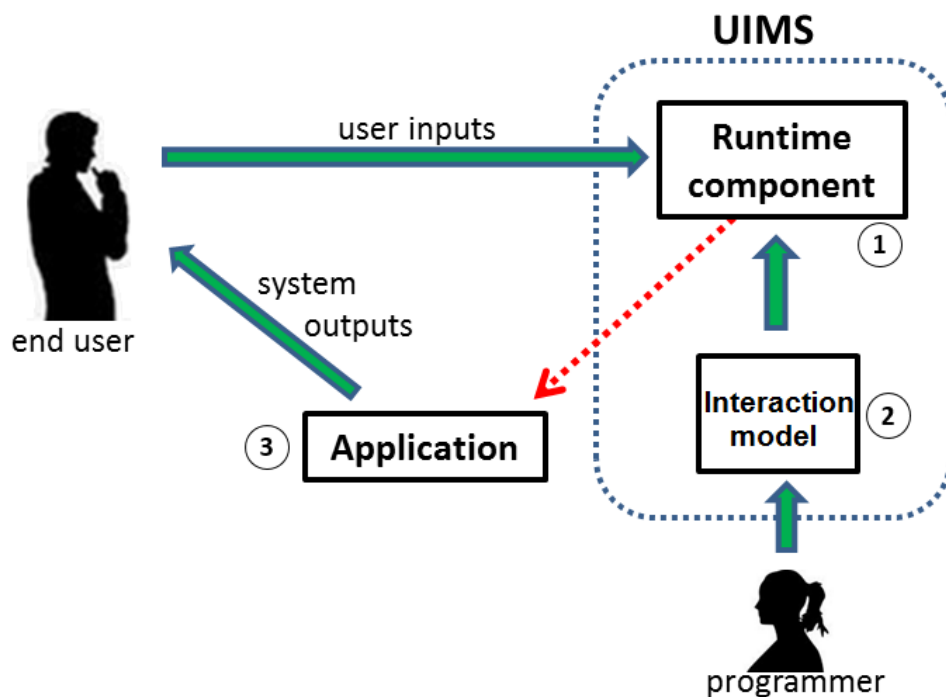 UIMS
user inputs
Runtime
component
1
system
outputs
end user
Interaction
model
2
3
Application
programmer